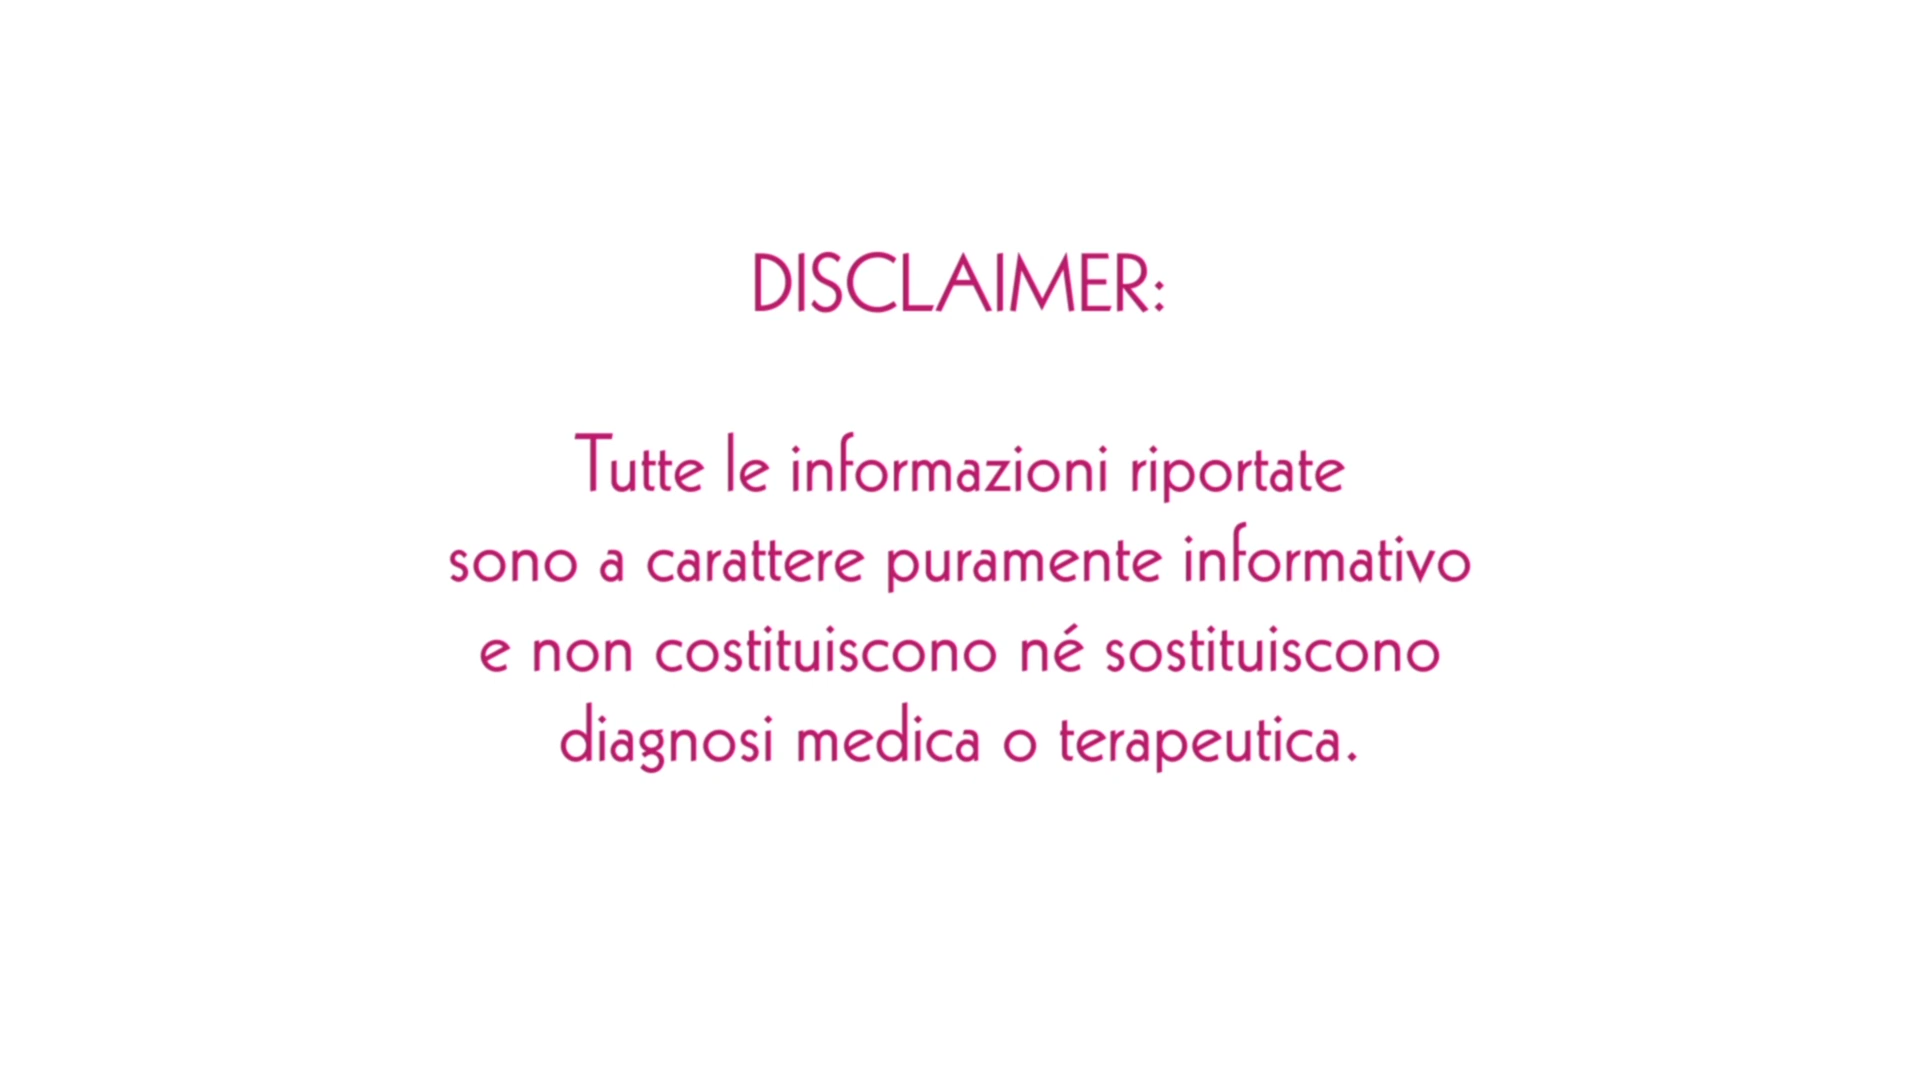 DISCLAIMER:
Tutte le informazioni riportate
sono a carattere puramente informativo
e non costituiscono né sostituiscono
diagnosi medica o terapeutica.